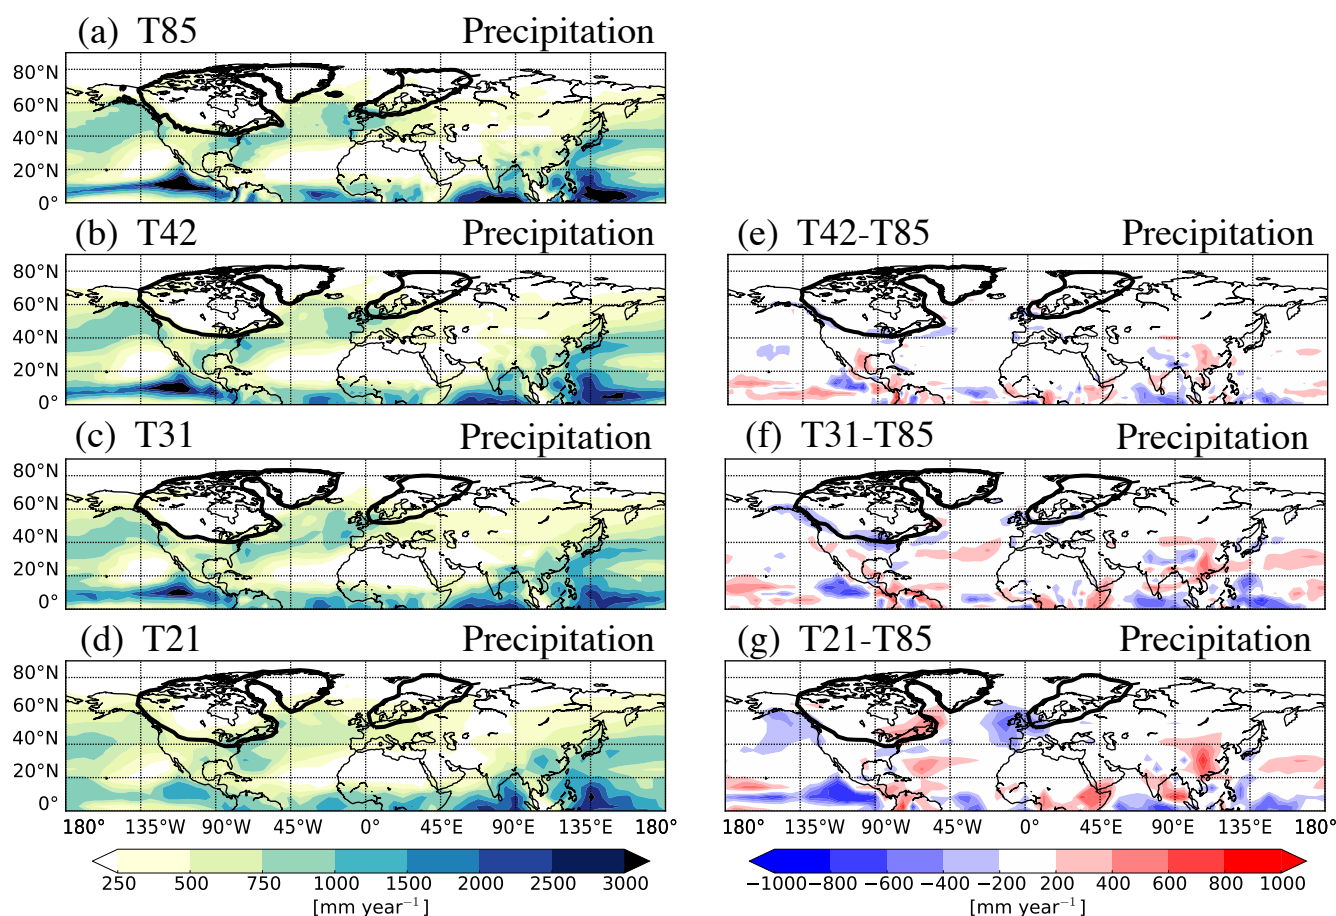 (a) T85 Precipitation
80°N
60°N
40°N
20°N
0°
(b) T42 Precipitation
80°N
60°N
40°N
20°N
0°
(e) T42-T85 Precipitation
(c) T31 Precipitation
80°N
60°N
40°N
20°N
0°
(f) T31-T85 Precipitation
(d) T21 Precipitation
80°N
60°N
40°N
20°N
0°
180° 135°W 90°W 45°W 0° 45°E 90°E 135°E 180°
(g) T21-T85 Precipitation
180° 135°W 90°W 45°W 0° 45°E 90°E 135°E 180°
250 500 750 1000 1500 2000 2500 3000
[mm year⁻¹]
−1000 −800 −600 −400 −200 200 400 600 800 1000
[mm year⁻¹]